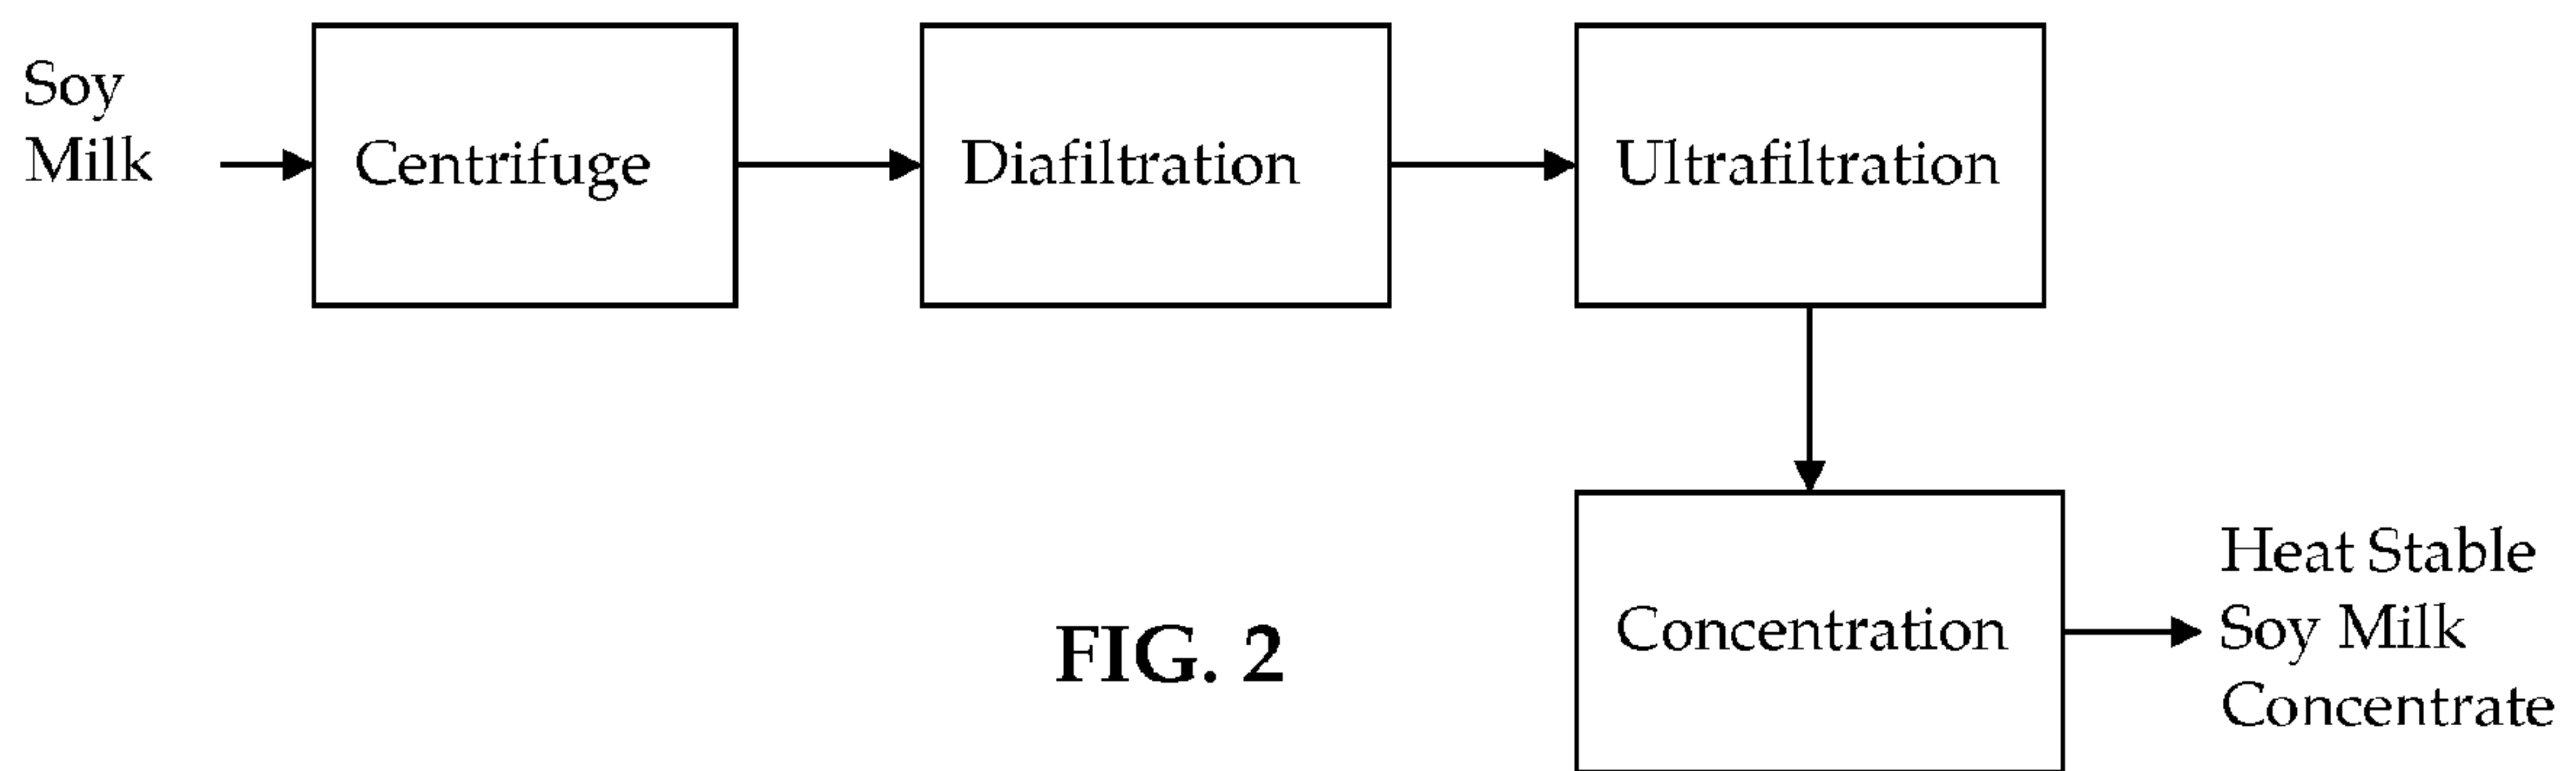 Soy
Milk
Centrifuge
Diafiltration
Ultrafiltration
Concentration
Heat Stable
Soy Milk
Concentrate
FIG. 2